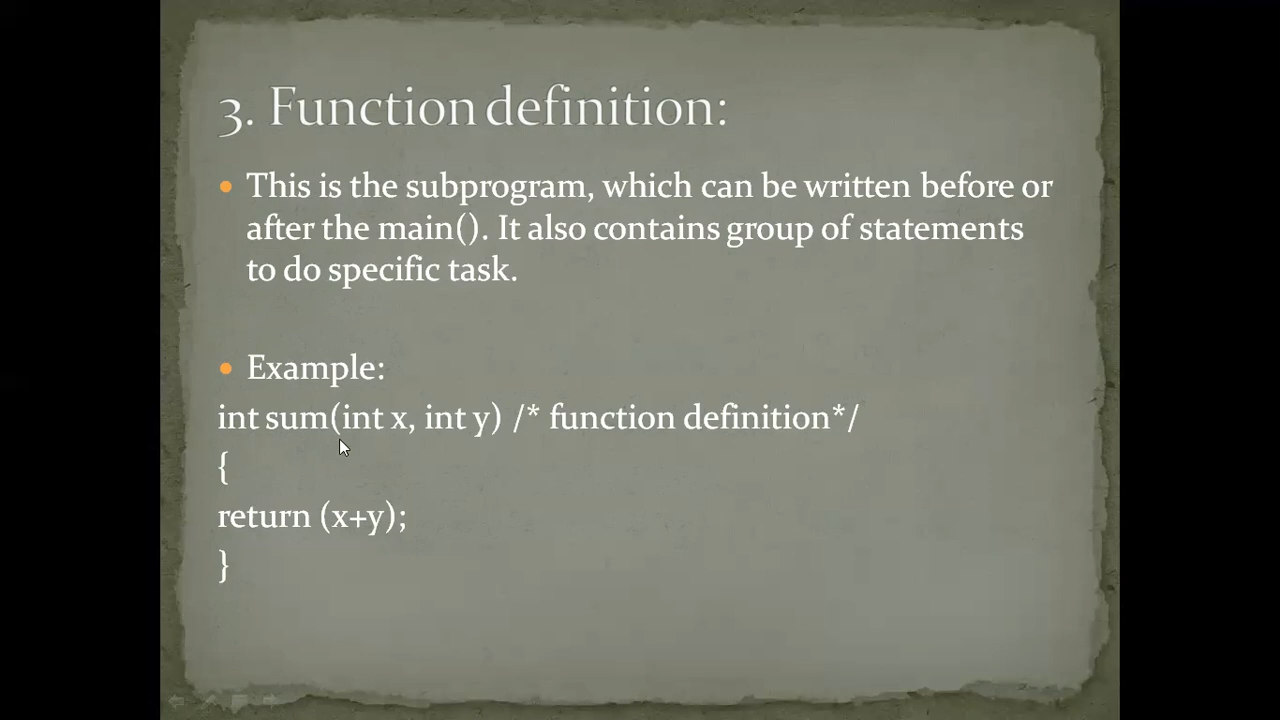 3. Function definition:
This is the subprogram, which can be written before or
after the main(). It also contains group of statements
to do specific task.
Example:
int sum(int x, int y) /* function definition*/
{
return (x+y);
}